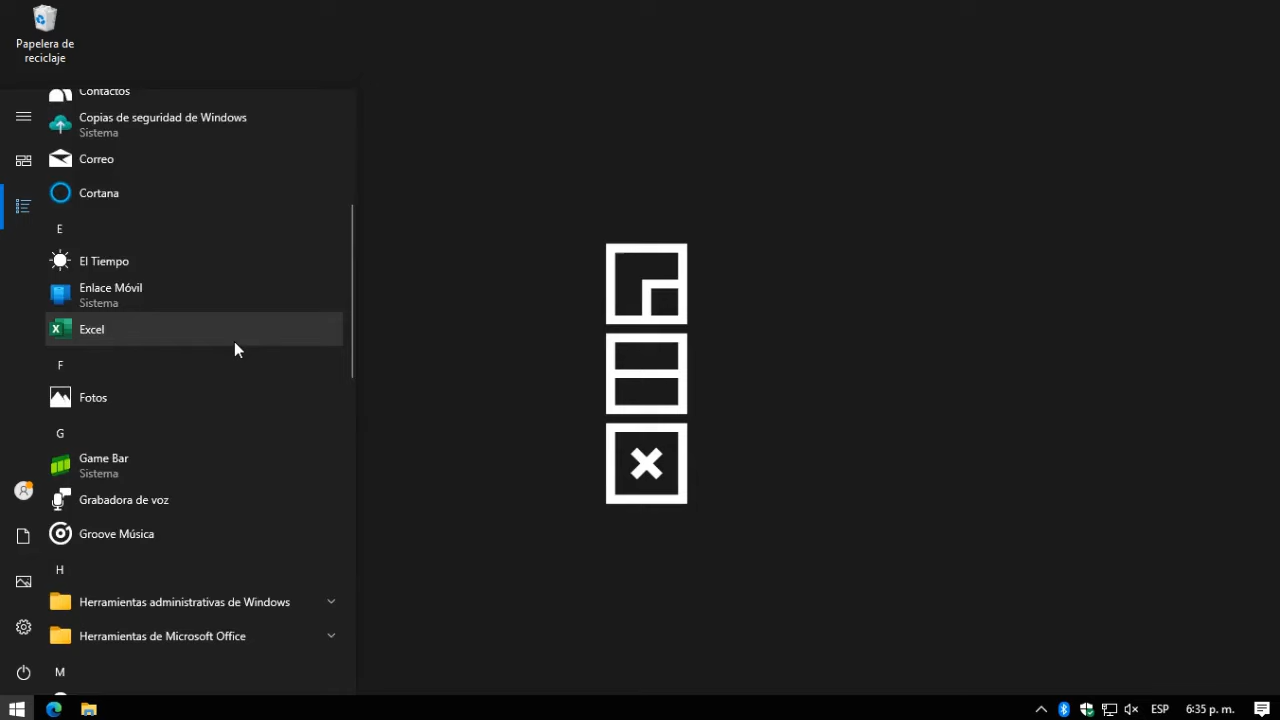 Papelera de
reciclaje
Contactos
Copias de seguridad de Windows
Sistema
Correo
Cortana
E
El Tiempo
Enlace Móvil
Sistema
Excel
F
Fotos
G
Game Bar
Sistema
Grabadora de voz
Groove Música
H
Herramientas administrativas de Windows
Herramientas de Microsoft Office
M
ESP
6:35 p. m.